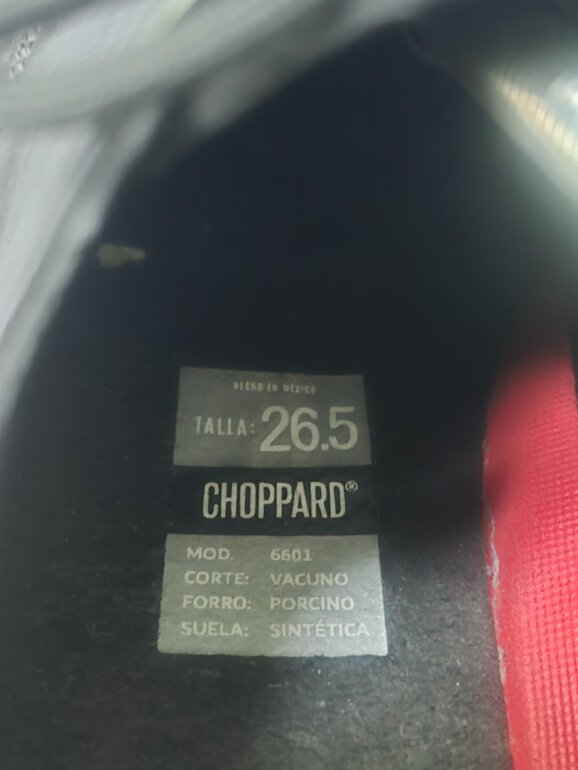 HECHO EN MÉXICO
TALLA: 26.5
CHOPPARD®
MOD. 6601
CORTE: VACUNO
FORRO: PORCINO
SUELA: SINTÉTICA